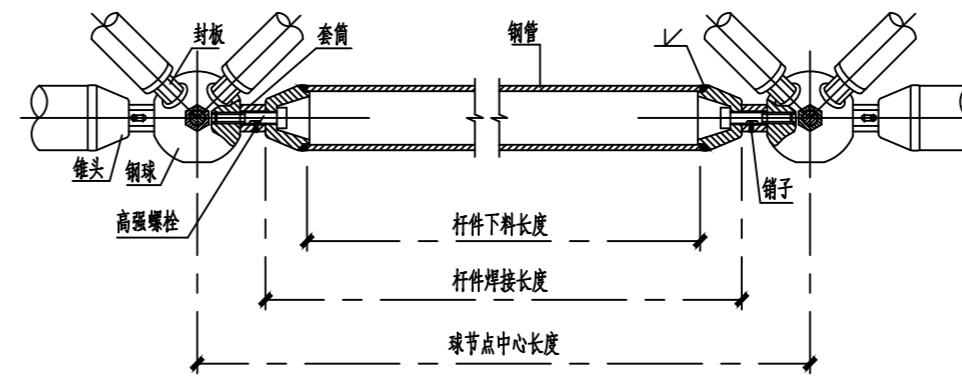 封板
套筒
钢管
锥头
钢球
高强螺栓
销子
杆件下料长度
杆件焊接长度
球节点中心长度